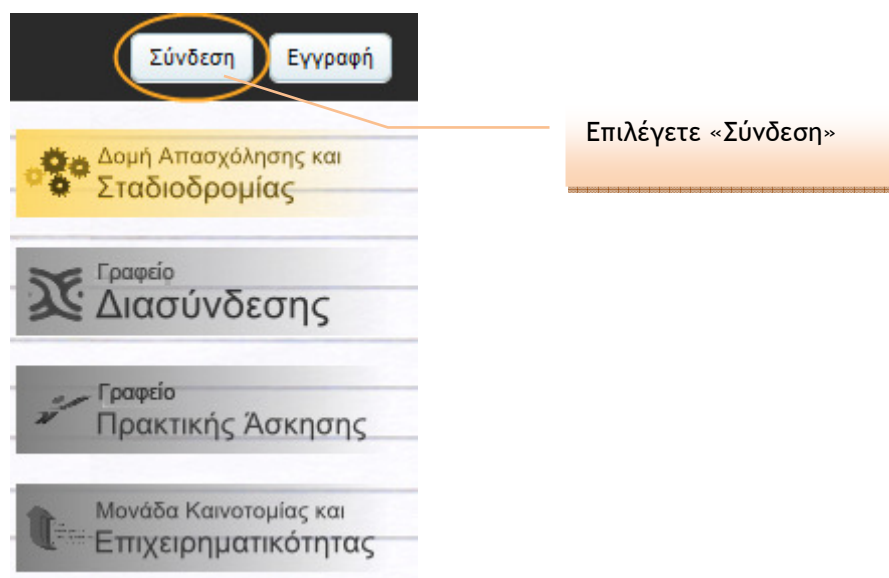 Σύνδεση Εγγραφή
Επιλέγετε «Σύνδεση»
Δομή Απασχόλησης και
Σταδιοδρομίας
Γραφείο
Διασύνδεσης
Γραφείο
Πρακτικής Άσκησης
Μονάδα Καινοτομίας και
Επιχειρηματικότητας